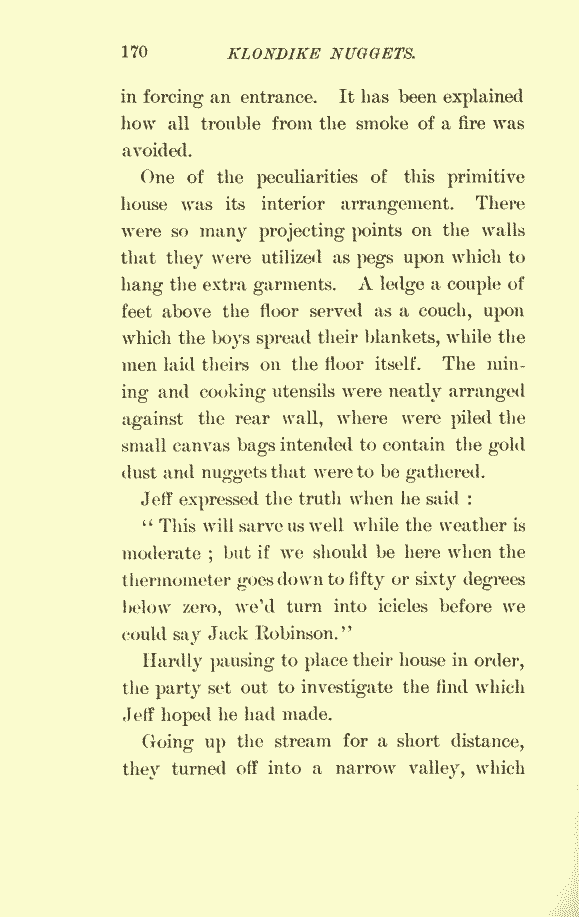 170 KLONDIKE NUGGETS.
in forcing an entrance. It has been explained
how all trouble from the smoke of a fire was
avoided.
One of the peculiarities of this primitive
house was its interior arrangement. There
were so many projecting points on the walls
that they were utilized as pegs upon which to
hang the extra garments. A ledge a couple of
feet above the floor served as a couch, upon
which the boys spread their blankets, while the
men laid theirs on the floor itself. The min-
ing and cooking utensils were neatly arranged
against the rear wall, where were piled the
small canvas bags intended to contain the gold
dust and nuggets that were to be gathered.
Jeff expressed the truth when he said :
“ This will sarve us well while the weather is
moderate ; but if we should be here when the
thermometer goes down to fifty or sixty degrees
below zero, we’d turn into icicles before we
could say Jack Robinson.”
Hardly pausing to place their house in order,
the party set out to investigate the find which
Jeff hoped he had made.
Going up the stream for a short distance,
they turned off into a narrow valley, which